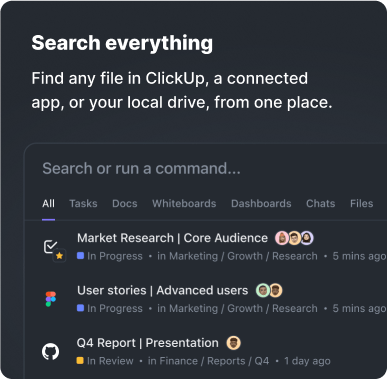 Search everything
Find any file in ClickUp, a connected
app, or your local drive, from one place.
Search or run a command...
All Tasks Docs Whiteboards Dashboards Chats Files
Market Research | Core Audience
In Progress • in Marketing / Growth / Research • 5 mins ago
User stories | Advanced users
In Progress • in Marketing / Growth / Research • 5 mins ago
Q4 Report | Presentation
In Review • in Finance / Reports / Q4 • 1 day ago